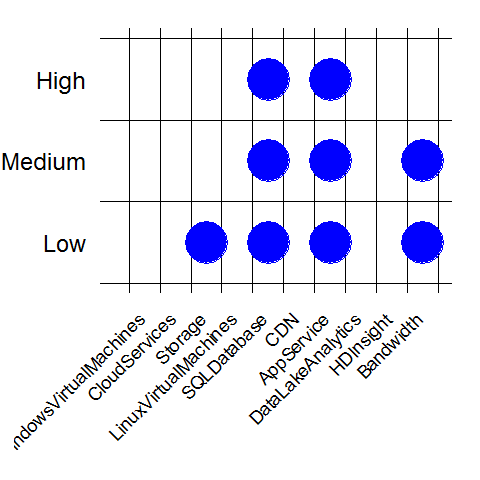 High
Medium
Low
ndowsVirtualMachines
CloudServices
Storage
LinuxVirtualMachines
SQLDatabase
CDN
AppService
DataLakeAnalytics
HDInsight
Bandwidth